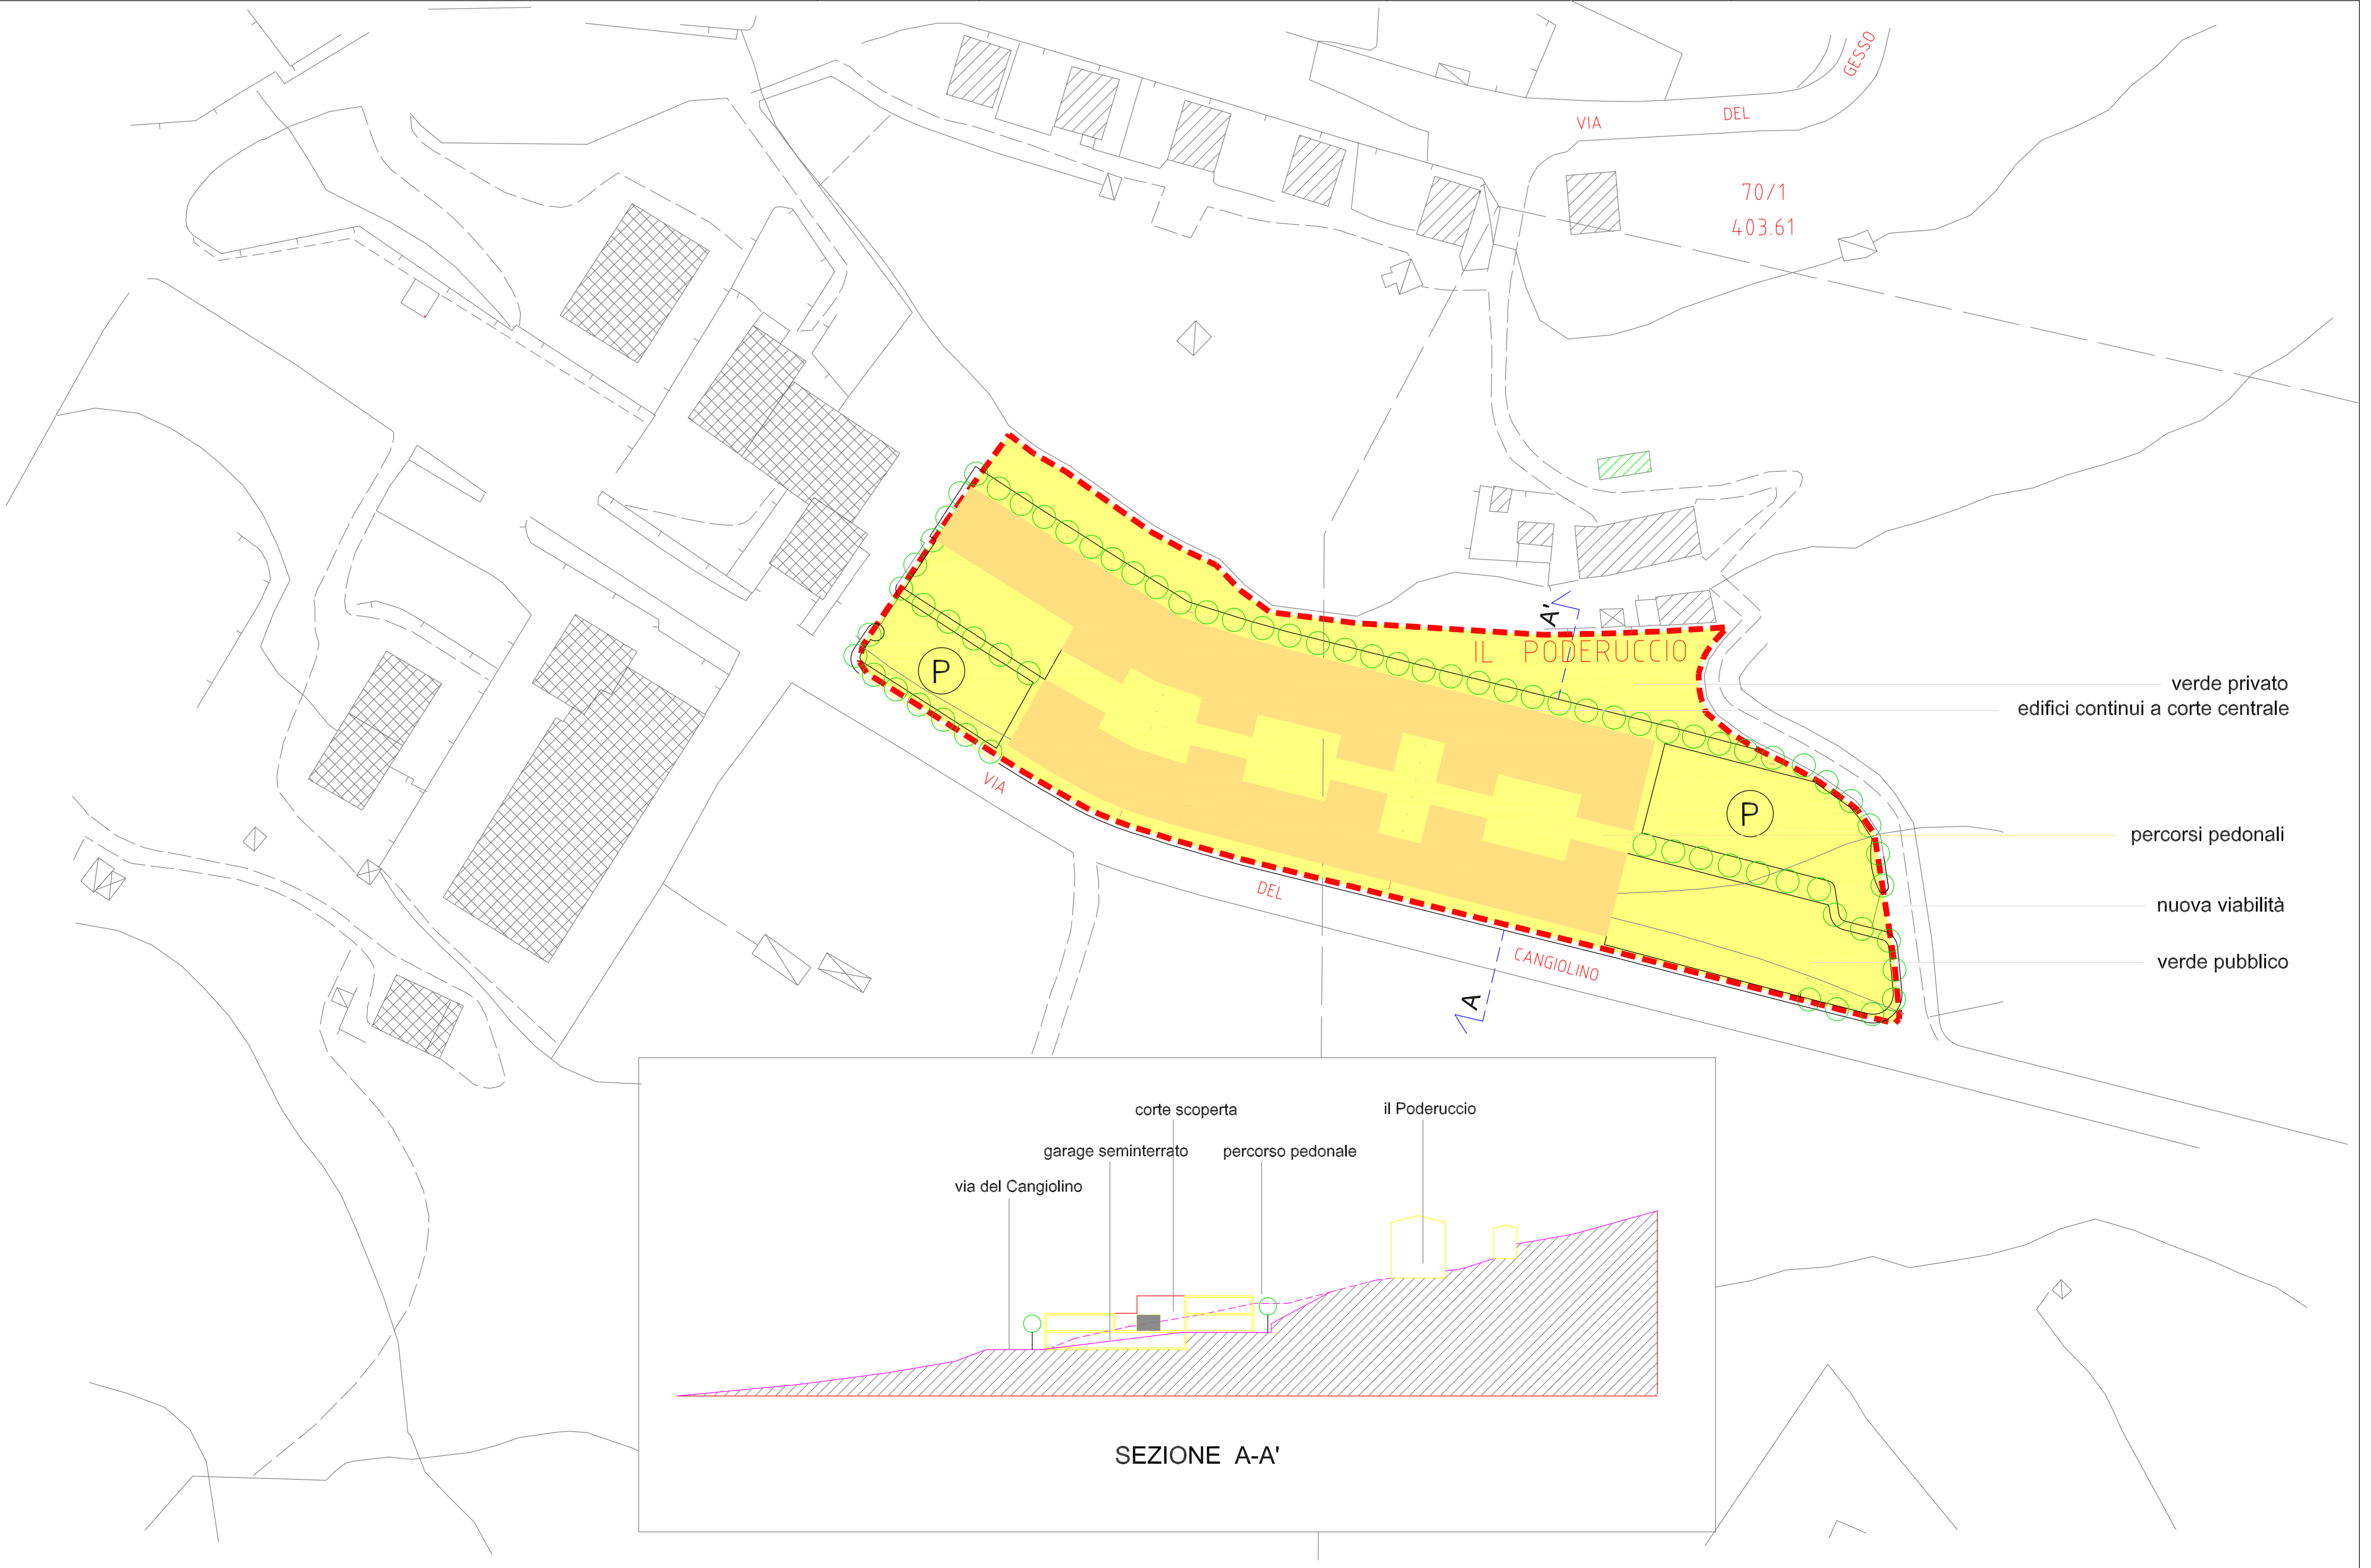 GESSO
DEL
VIA
70/1
403.61
A'
IL PODERUCCIO
P
verde privato
edifici continui a corte centrale
VIA
P
percorsi pedonali
DEL
nuova viabilità
CANGIOLINO
verde pubblico
A
corte scoperta
il Poderuccio
garage seminterrato
percorso pedonale
via del Cangiolino
SEZIONE A-A'